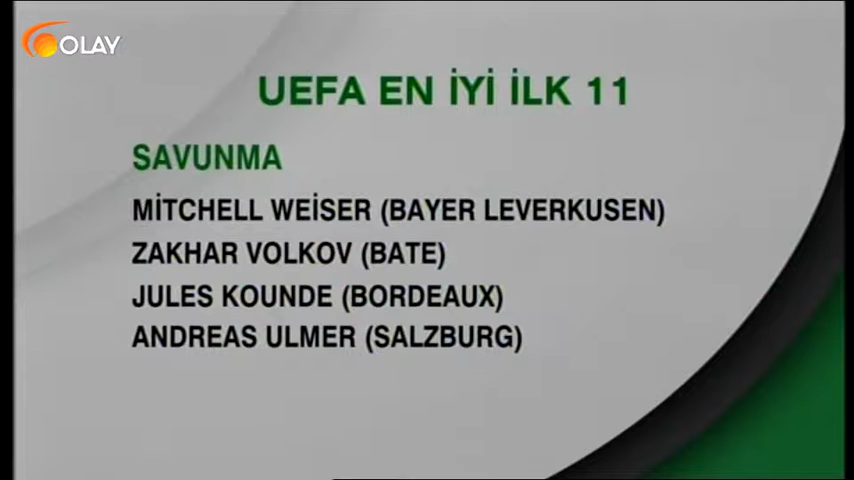 OLAY
UEFA EN İYİ İLK 11
SAVUNMA
MİTCHELL WEİSER (BAYER LEVERKUSEN)
ZAKHAR VOLKOV (BATE)
JULES KOUNDE (BORDEAUX)
ANDREAS ULMER (SALZBURG)